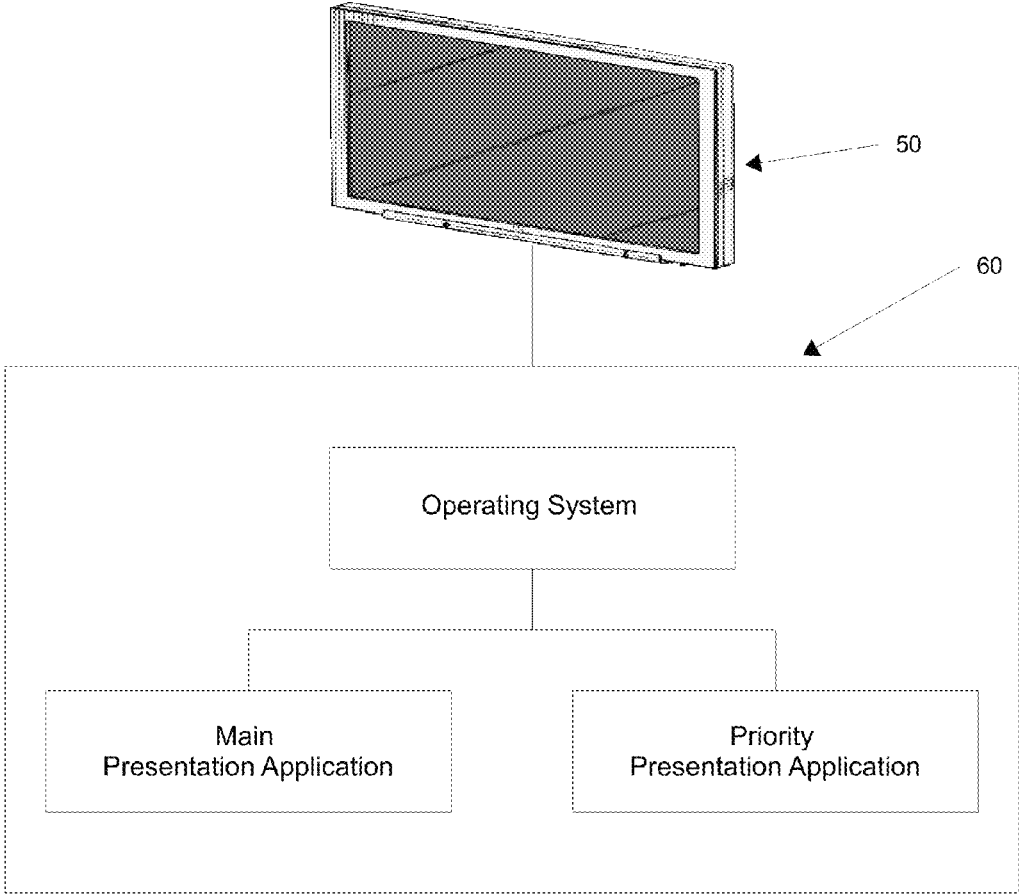 50
60
Operating System
Main
Presentation Application
Priority
Presentation Application